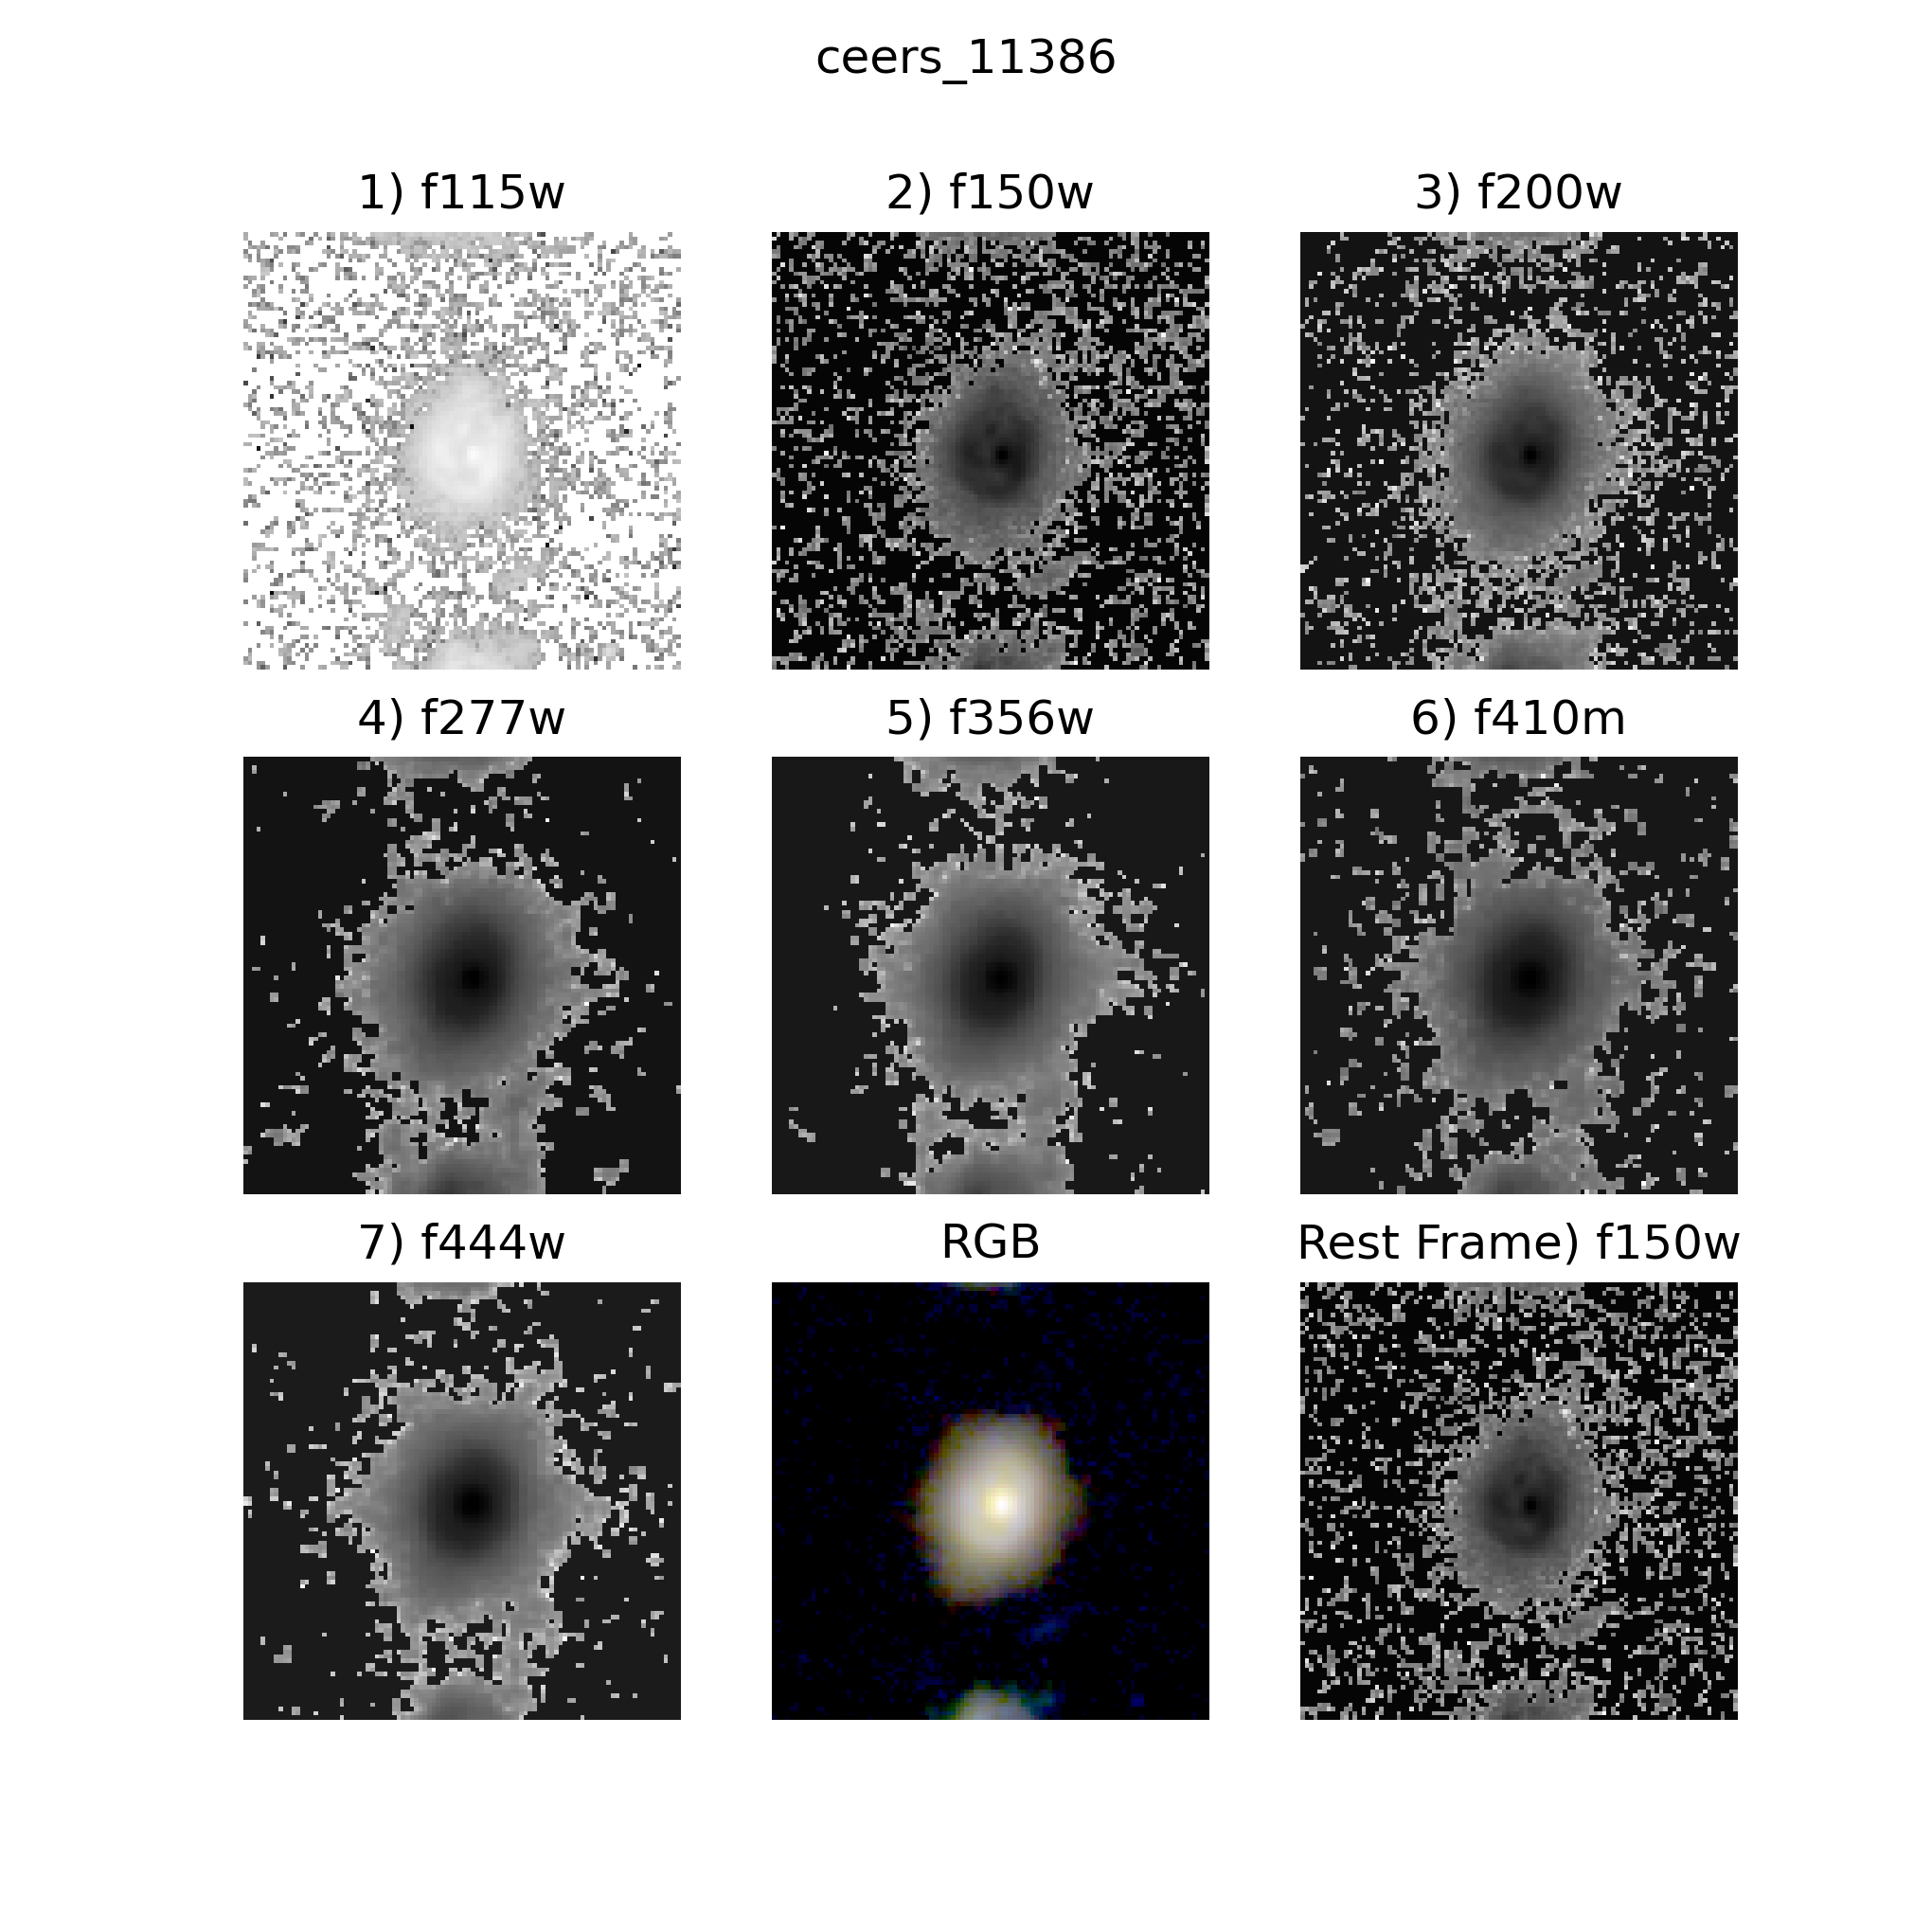 ceers_11386
1) f115w
2) f150w
3) f200w
4) f277w
5) f356w
6) f410m
7) f444w
RGB
Rest Frame) f150w